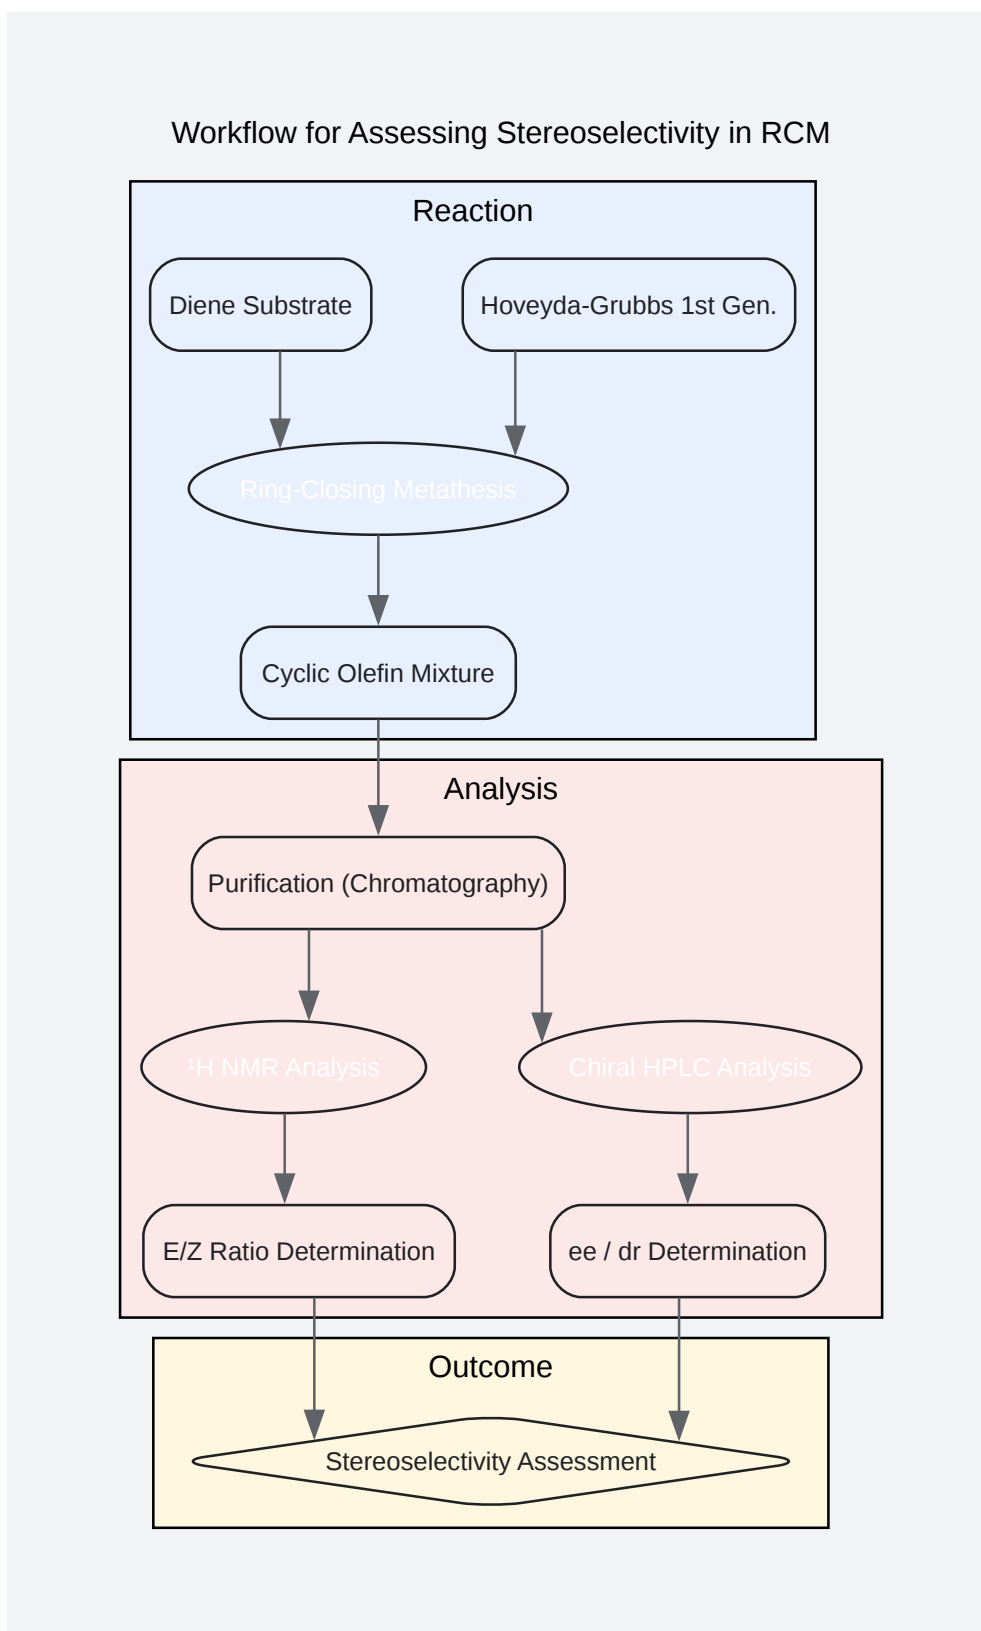 Workflow for Assessing Stereoselectivity in RCM
Reaction
Diene Substrate
Hoveyda-Grubbs 1st Gen.
Ring-Closing Metathesis
Cyclic Olefin Mixture
Analysis
Purification (Chromatography)
¹H NMR Analysis
Chiral HPLC Analysis
E/Z Ratio Determination
ee / dr Determination
Outcome
Stereoselectivity Assessment